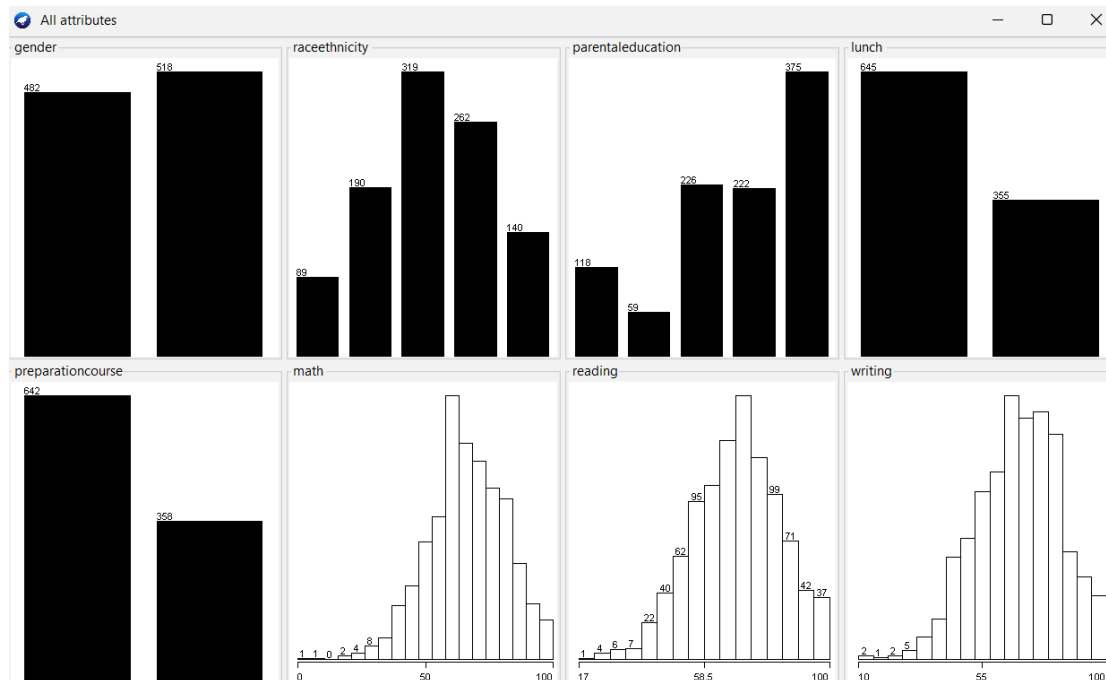 All attributes
gender
482
518
raceethnicity
89
190
319
262
140
parentaleducation
118
59
226
222
375
lunch
645
355
preparationcourse
642
358
math
1 1 0 2 4 8
0 50 100
reading
1 4 6 7 22 40 62 95 99 71 42 37
17 58.5 100
writing
2 1 2 5
10 55 100